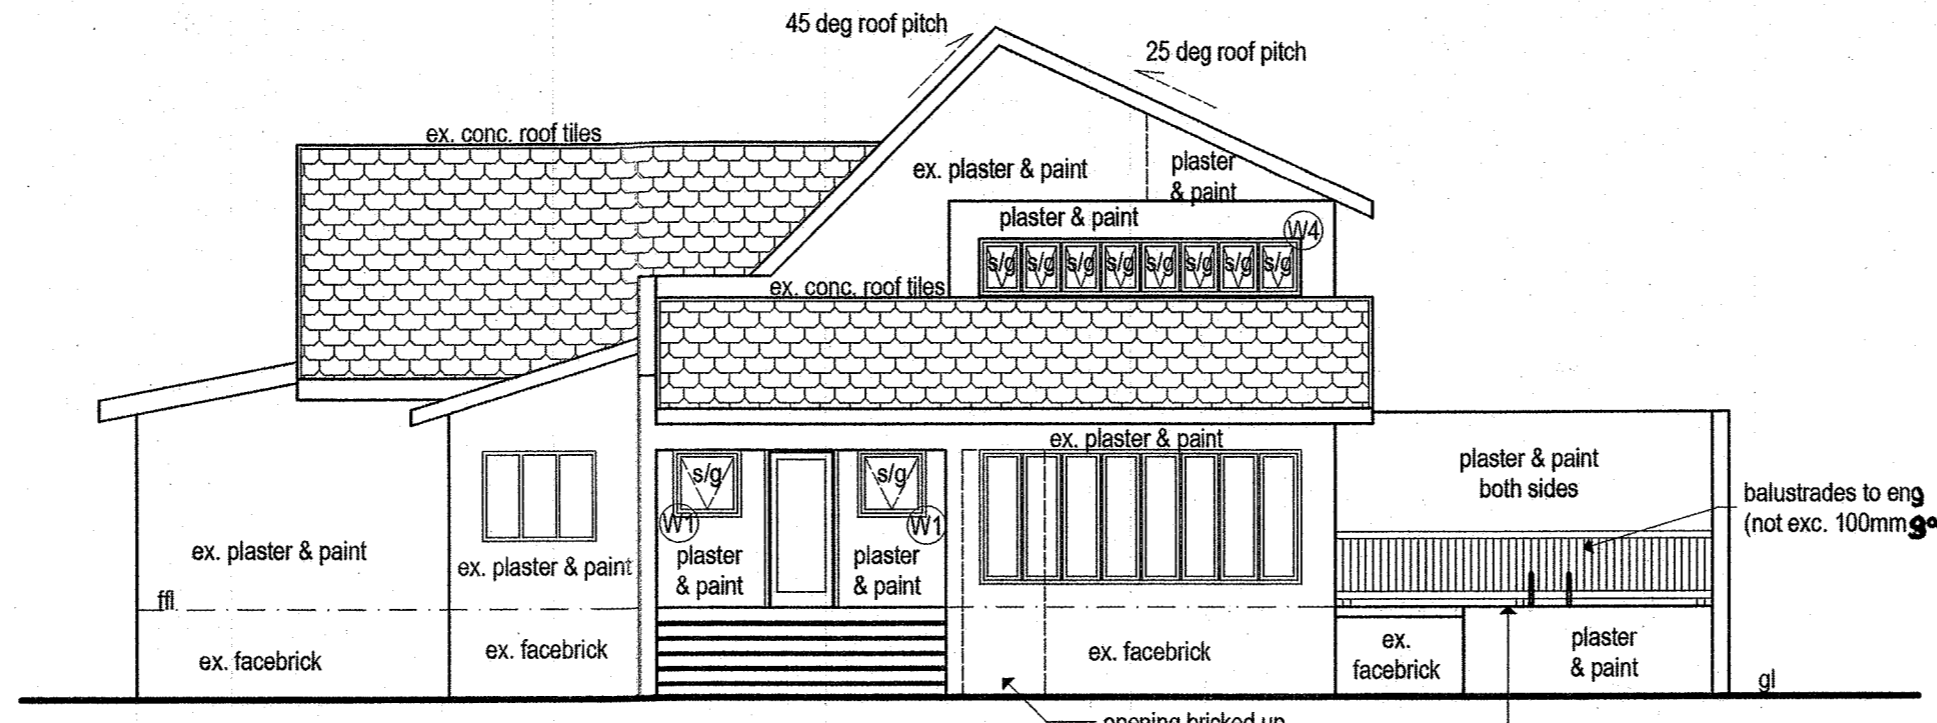 45 deg roof pitch
25 deg roof pitch
ex. conc. roof tiles
ex. plaster & paint
plaster
& paint
plaster & paint
W4
s/g s/g s/g s/g s/g s/g s/g s/g
ex. conc. roof tiles
ex. plaster & paint
plaster & paint
both sides
balustrades to eng
(not exc. 100mm
s/g
s/g
W1
W1
ex. plaster & paint
ex. plaster & paint
plaster
& paint
plaster
& paint
ffl
ex. facebrick
ex. facebrick
ex. facebrick
ex.
facebrick
plaster
& paint
gl
opening bricked up